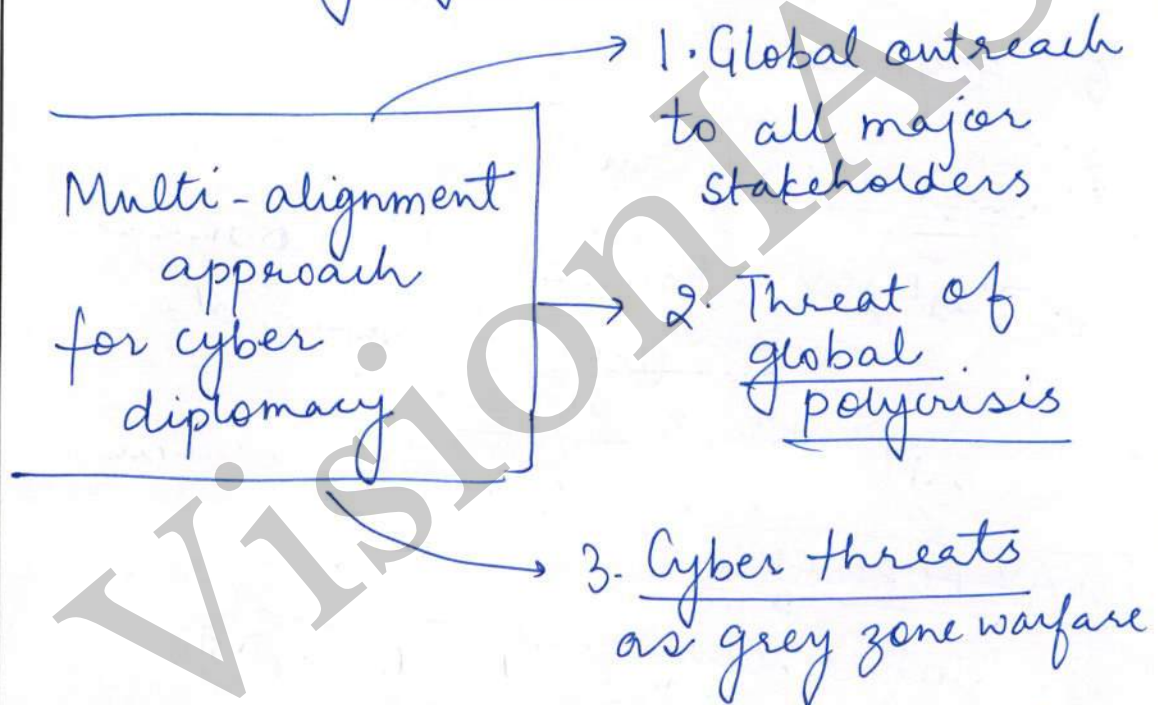 Multi-alignment
approach
for cyber
diplomacy
1. Global outreach
to all major
stakeholders
2. Threat of
global
polycrisis
3. Cyber threats
as grey zone warfare
VisionIAS